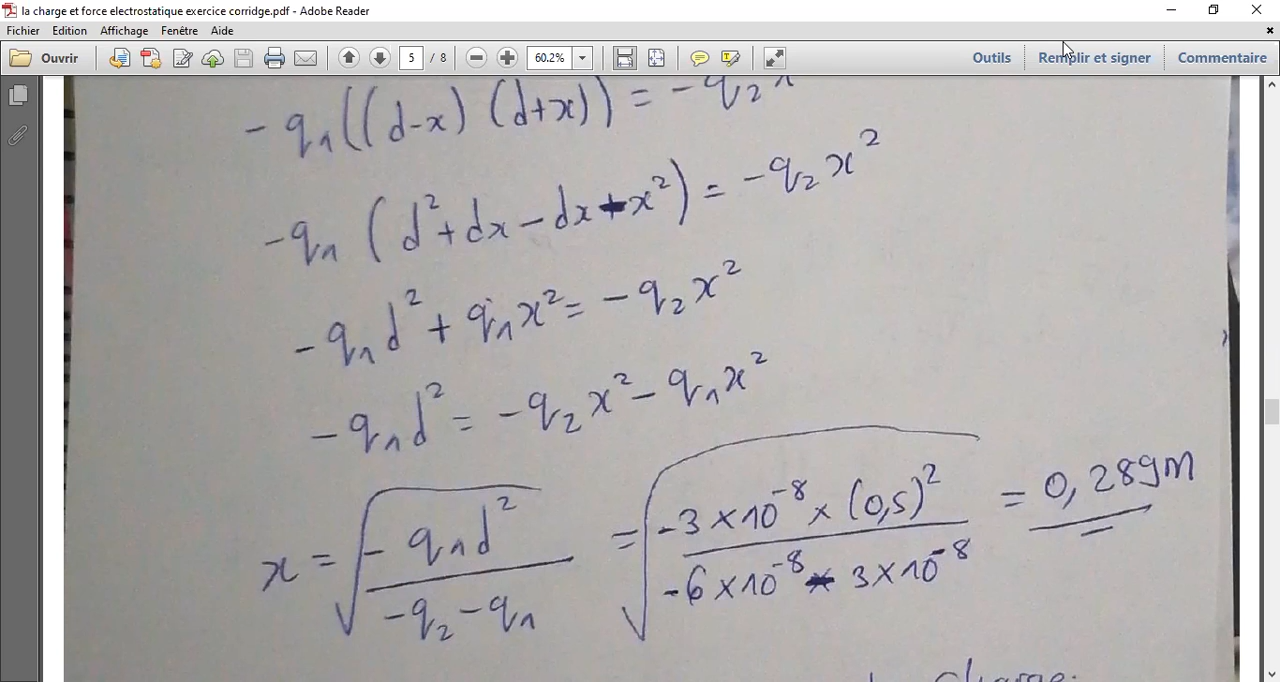 la charge et force electrostatique exercice corridge.pdf - Adobe Reader
Fichier Edition Affichage Fenêtre Aide
Ouvrir 5 / 8 60.2% Outils Remplir et signer Commentaire
- q₁((d-x) (d+x)) = - q₂x
- q₁ (d² + dx - dx + x²) = - q₂x²
- q₁d² + q₁x² = - q₂x²
- q₁d² = - q₂x² - q₁x²
x = √(- q₁d² / - q₂ - q₁) = √(-3 × 10⁻⁸ × (0,5)² / -6 × 10⁻⁸ - 3 × 10⁻⁸) = 0,289m
charge.